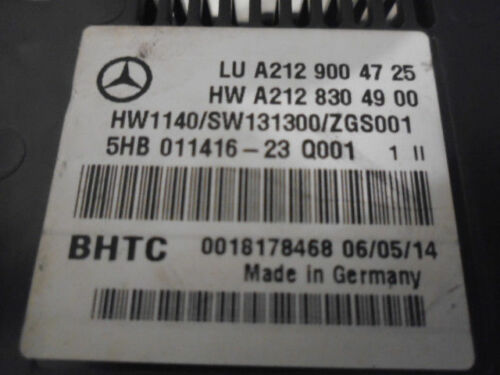 LU A212 900 47 25
HW A212 830 49 00
HW1140/SW131300/ZGS001
5HB 011416-23 Q001 1 II
BHTC 0018178468 06/05/14
Made in Germany